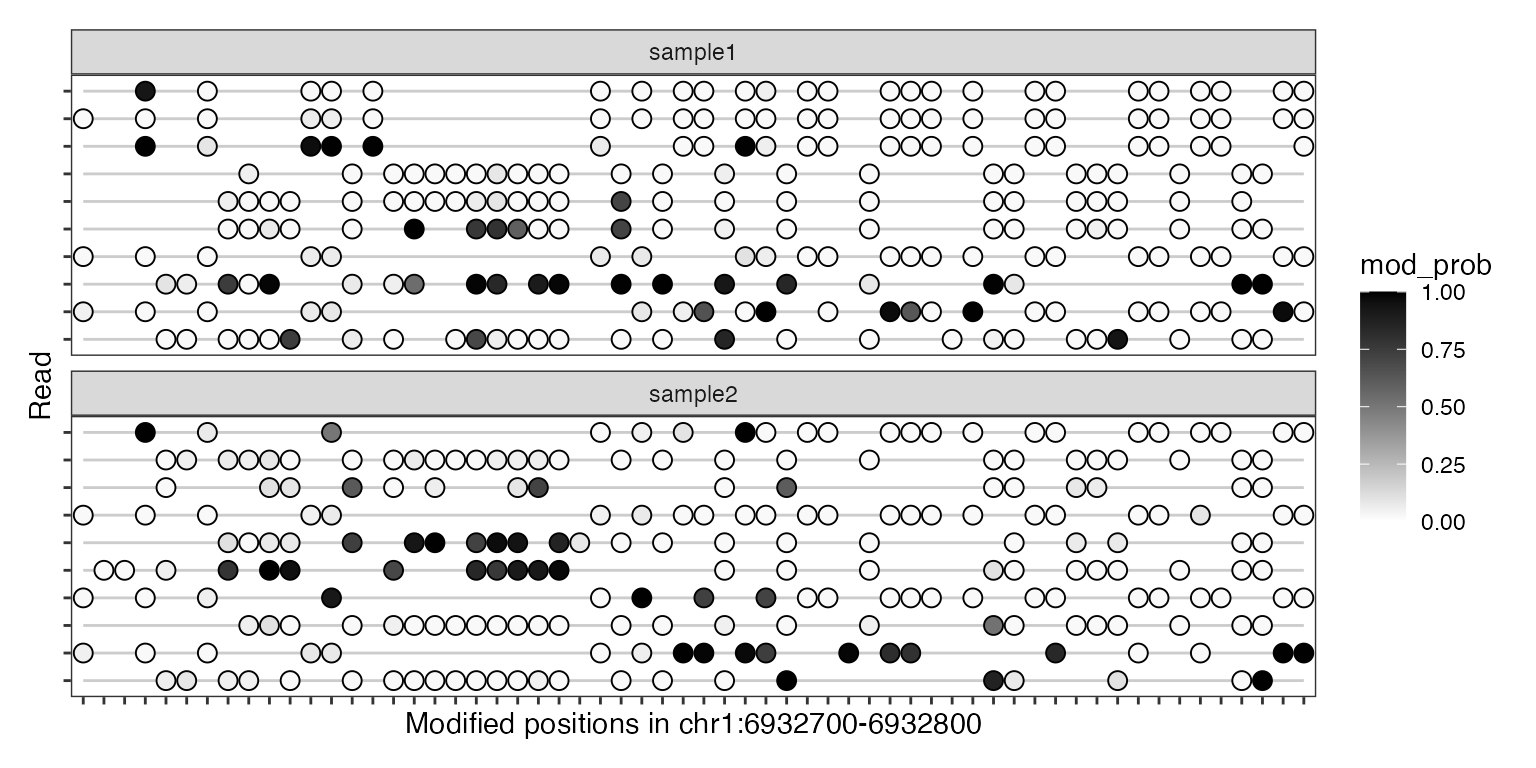 sample1
sample2
Read
Modified positions in chr1:6932700-6932800
mod_prob
1.00
0.75
0.50
0.25
0.00